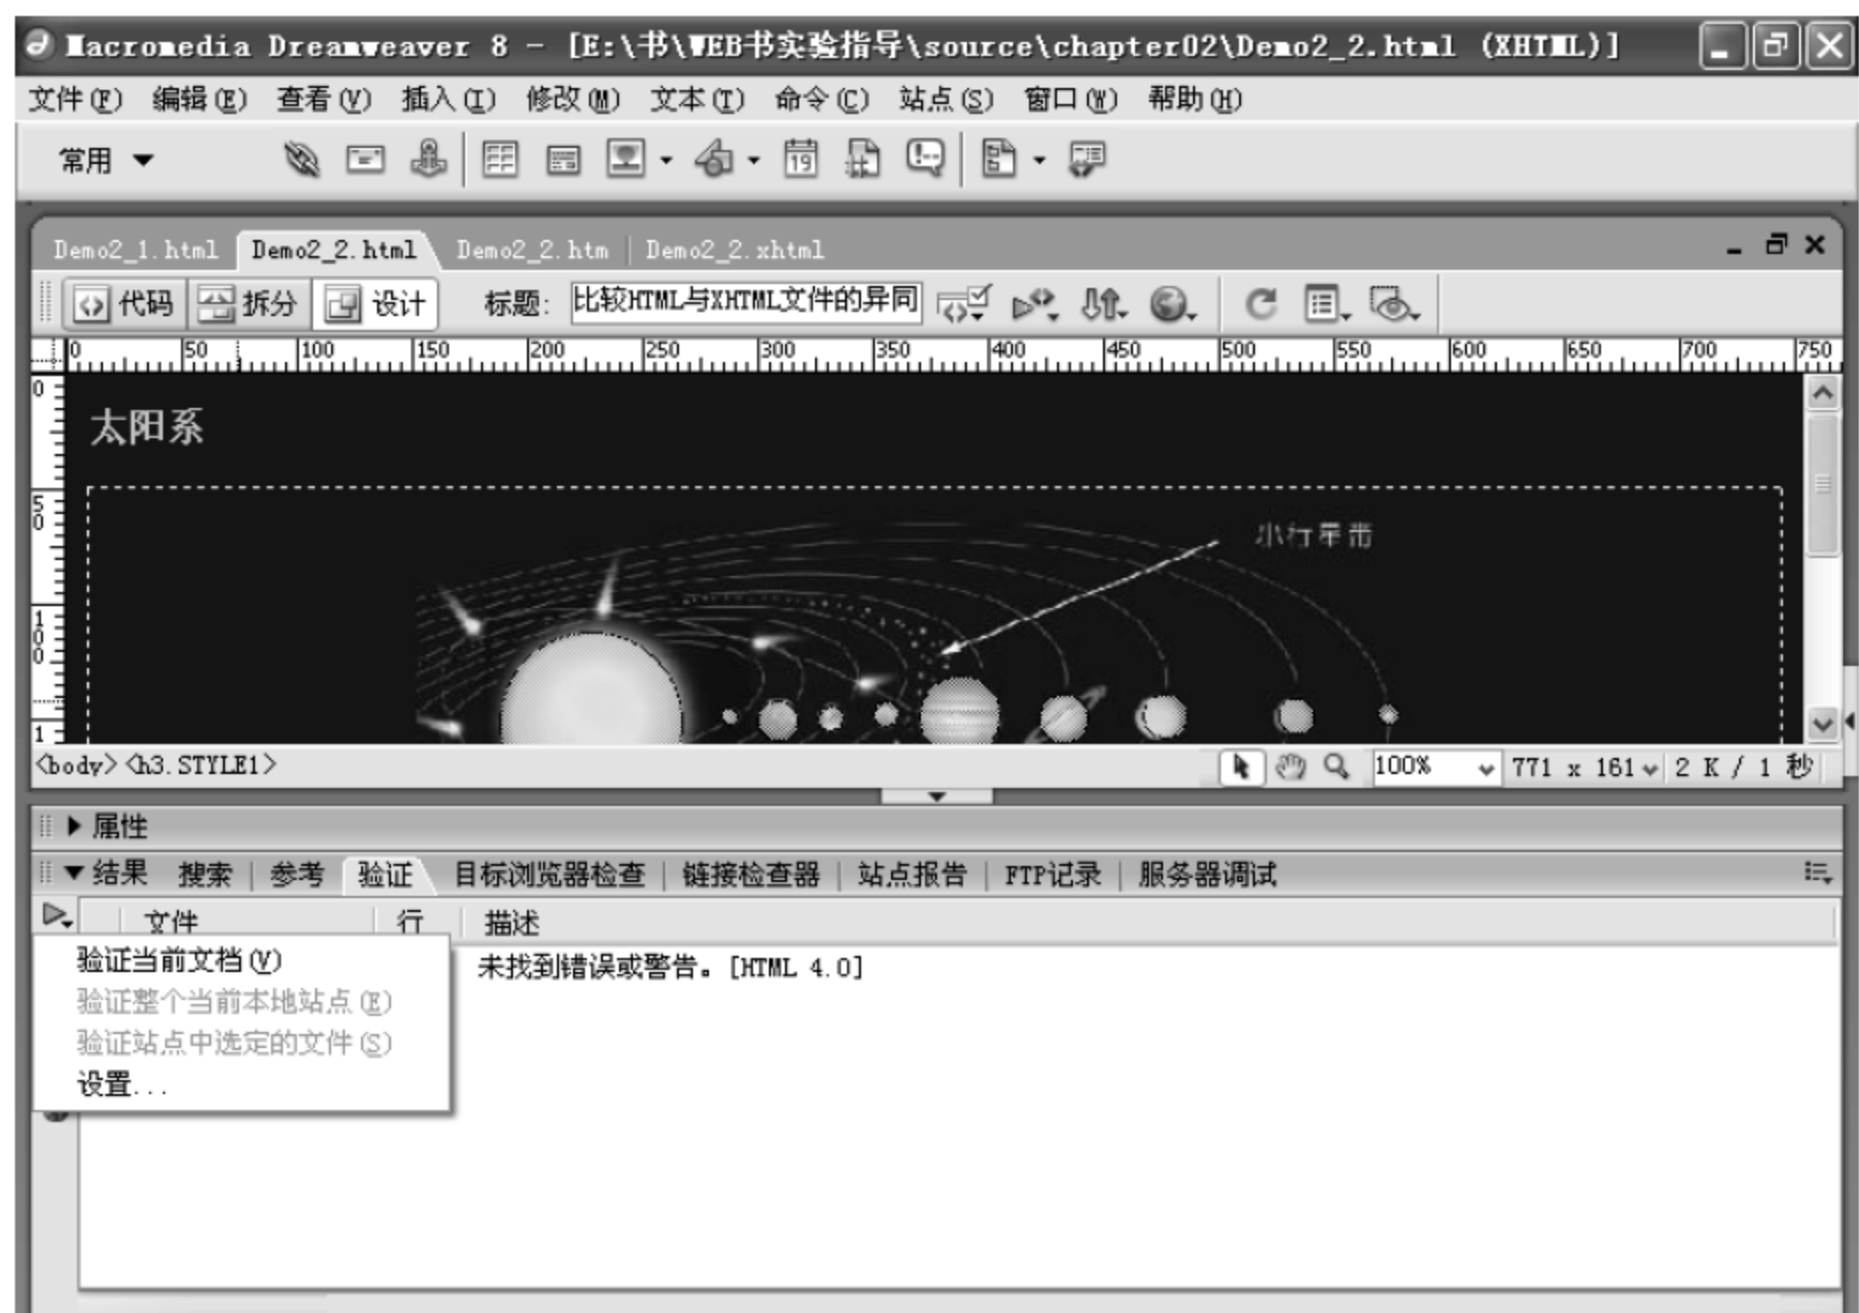 Macromedia Dreamweaver 8 - [E:\书\WEB书实验指导\source\chapter02\Demo2_2.html (XHTML)]
文件(F) 编辑(E) 查看(V) 插入(I) 修改(M) 文本(T) 命令(C) 站点(S) 窗口(W) 帮助(H)
常用
19
Demo2_1.html Demo2_2.html Demo2_2.htm Demo2_2.xhtml
代码 拆分 设计 标题: 比较HTML与XHTML文件的异同
0 50 100 150 200 250 300 350 400 450 500 550 600 650 700 750
0
太阳系
50
小行星带
100
1
<body> <h3.STYLE1> 100% 771 x 161 2 K / 1 秒
属性
结果 搜索 参考 验证 目标浏览器检查 链接检查器 站点报告 FTP记录 服务器调试
文件 行 描述
验证当前文档(V)
未找到错误或警告。[HTML 4.0]
验证整个当前本地站点(E)
验证站点中选定的文件(S)
设置...